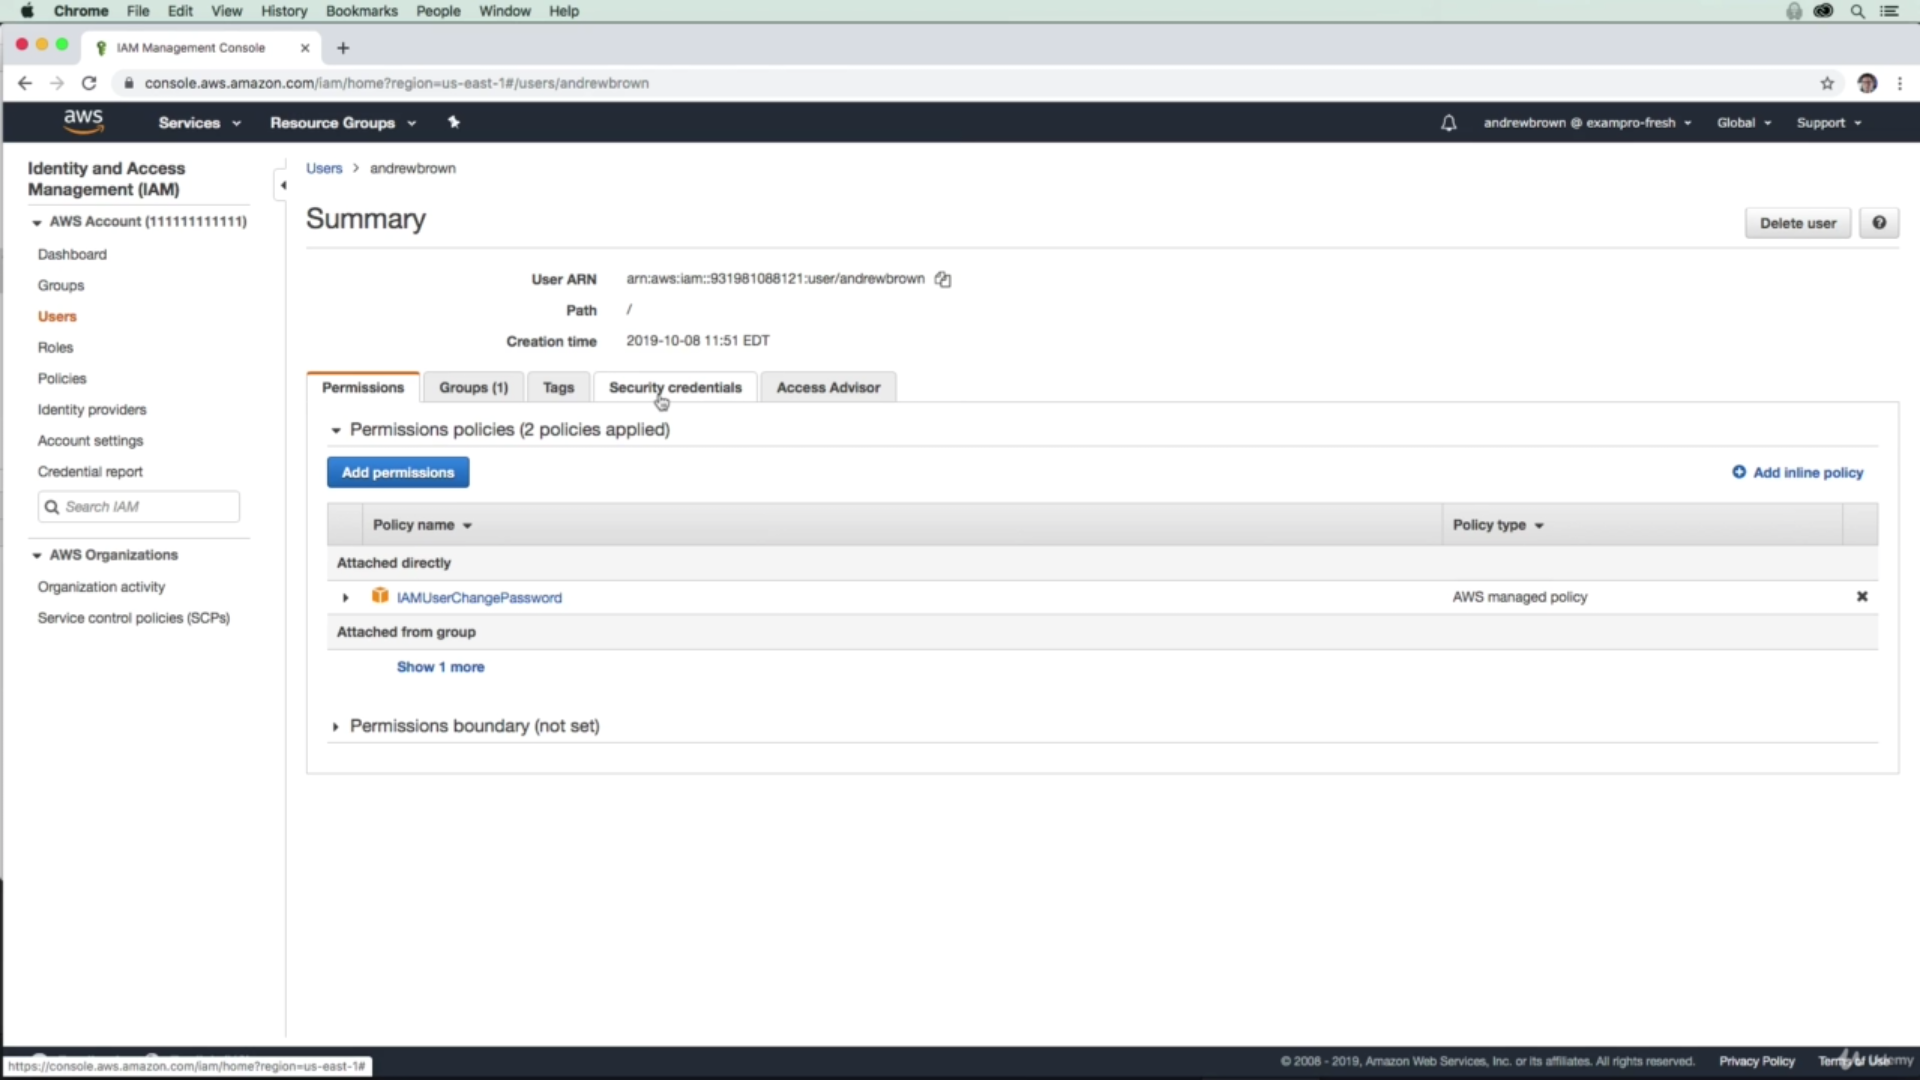 Chrome File Edit View History Bookmarks People Window Help
IAM Management Console
console.aws.amazon.com/iam/home?region=us-east-1#/users/andrewbrown
aws Services Resource Groups andrewbrown @ exampro-fresh Global Support
Identity and Access
Management (IAM)
AWS Account (111111111111)
Dashboard
Groups
Users
Roles
Policies
Identity providers
Account settings
Credential report
Search IAM
AWS Organizations
Organization activity
Service control policies (SCPs)
Users > andrewbrown
Summary
Delete user
User ARN arn:aws:iam::931981088121:user/andrewbrown
Path /
Creation time 2019-10-08 11:51 EDT
Permissions Groups (1) Tags Security credentials Access Advisor
Permissions policies (2 policies applied)
Add permissions
Add inline policy
Policy name Policy type
Attached directly
IAMUserChangePassword AWS managed policy
Attached from group
Show 1 more
Permissions boundary (not set)
https://console.aws.amazon.com/iam/home?region=us-east-1#
© 2008 - 2019, Amazon Web Services, Inc. or its affiliates. All rights reserved. Privacy Policy Terms of Use